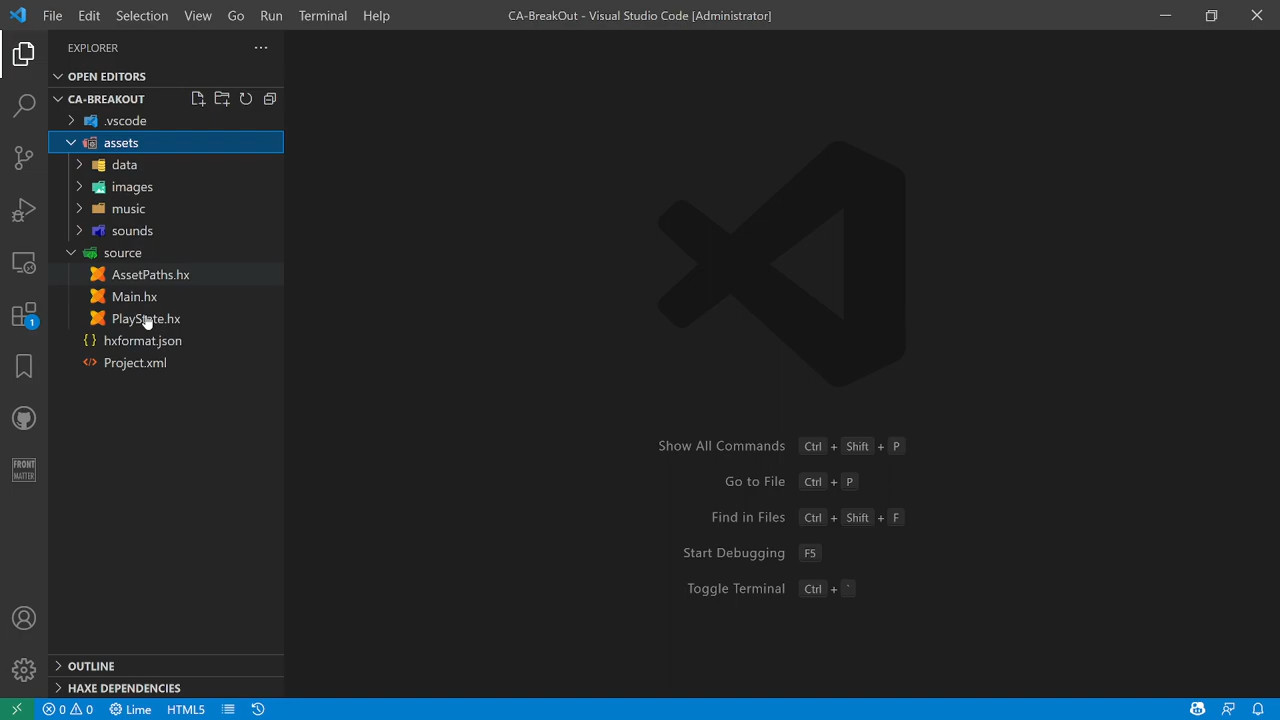 File Edit Selection View Go Run Terminal Help CA-BreakOut - Visual Studio Code [Administrator]
EXPLORER
OPEN EDITORS
CA-BREAKOUT
.vscode
assets
data
images
music
sounds
source
AssetPaths.hx
Main.hx
PlayState.hx
{ } hxformat.json
</> Project.xml
1
FRONT
MATTER
Show All Commands Ctrl + Shift + P
Go to File Ctrl + P
Find in Files Ctrl + Shift + F
Start Debugging F5
Toggle Terminal Ctrl + `
OUTLINE
HAXE DEPENDENCIES
0 0 Lime HTML5